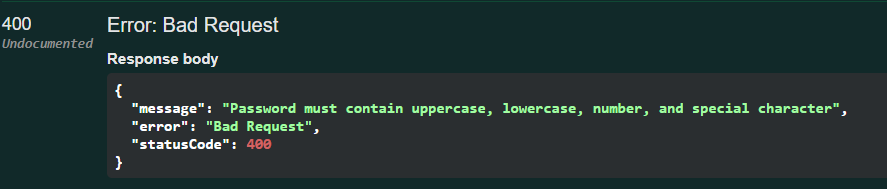 400
Undocumented
Error: Bad Request
Response body
{
  "message": "Password must contain uppercase, lowercase, number, and special character",
  "error": "Bad Request",
  "statusCode": 400
}